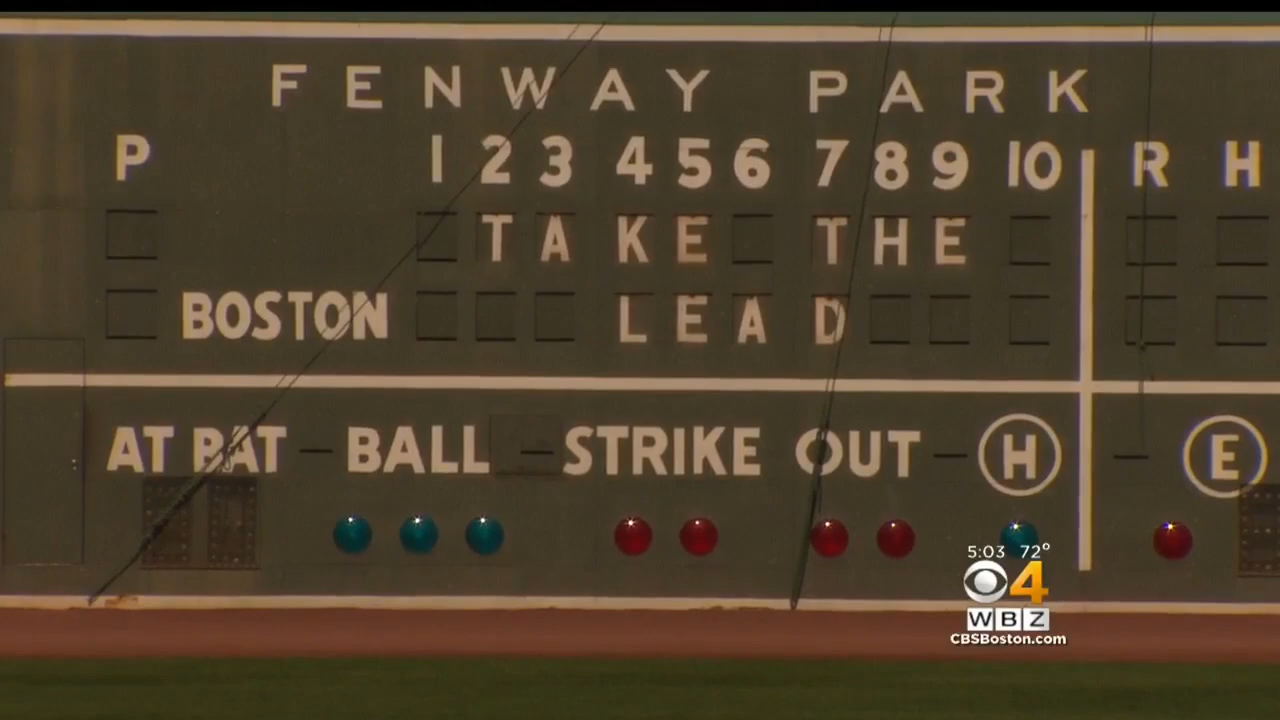 FENWAY PARK
P 1 2 3 4 5 6 7 8 9 10 R H
TAKE THE
BOSTON LEAD
AT BAT BALL STRIKE OUT H E
5:03 72°
4
WBZ
CBSBoston.com